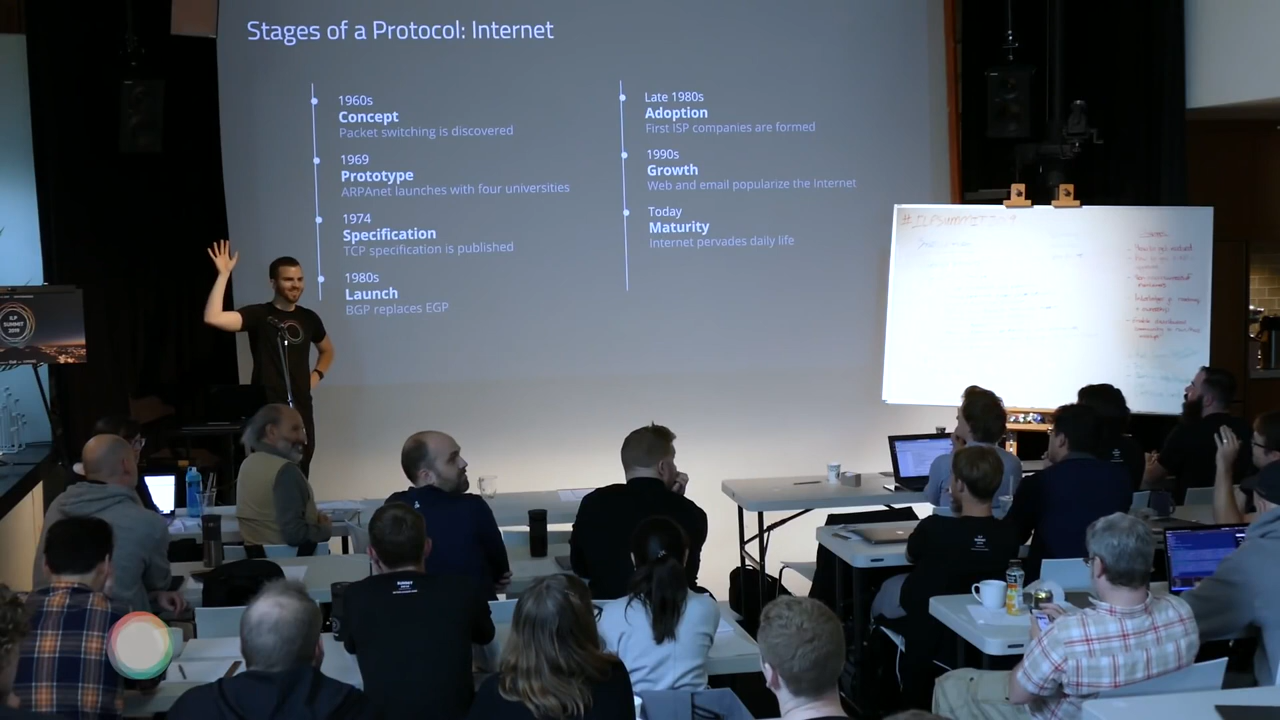 Stages of a Protocol: Internet
1960s
Concept
Packet switching is discovered
1969
Prototype
ARPAnet launches with four universities
1974
Specification
TCP specification is published
1980s
Launch
BGP replaces EGP
Late 1980s
Adoption
First ISP companies are formed
1990s
Growth
Web and email popularize the Internet
Today
Maturity
Internet pervades daily life
ILP
SUMMIT